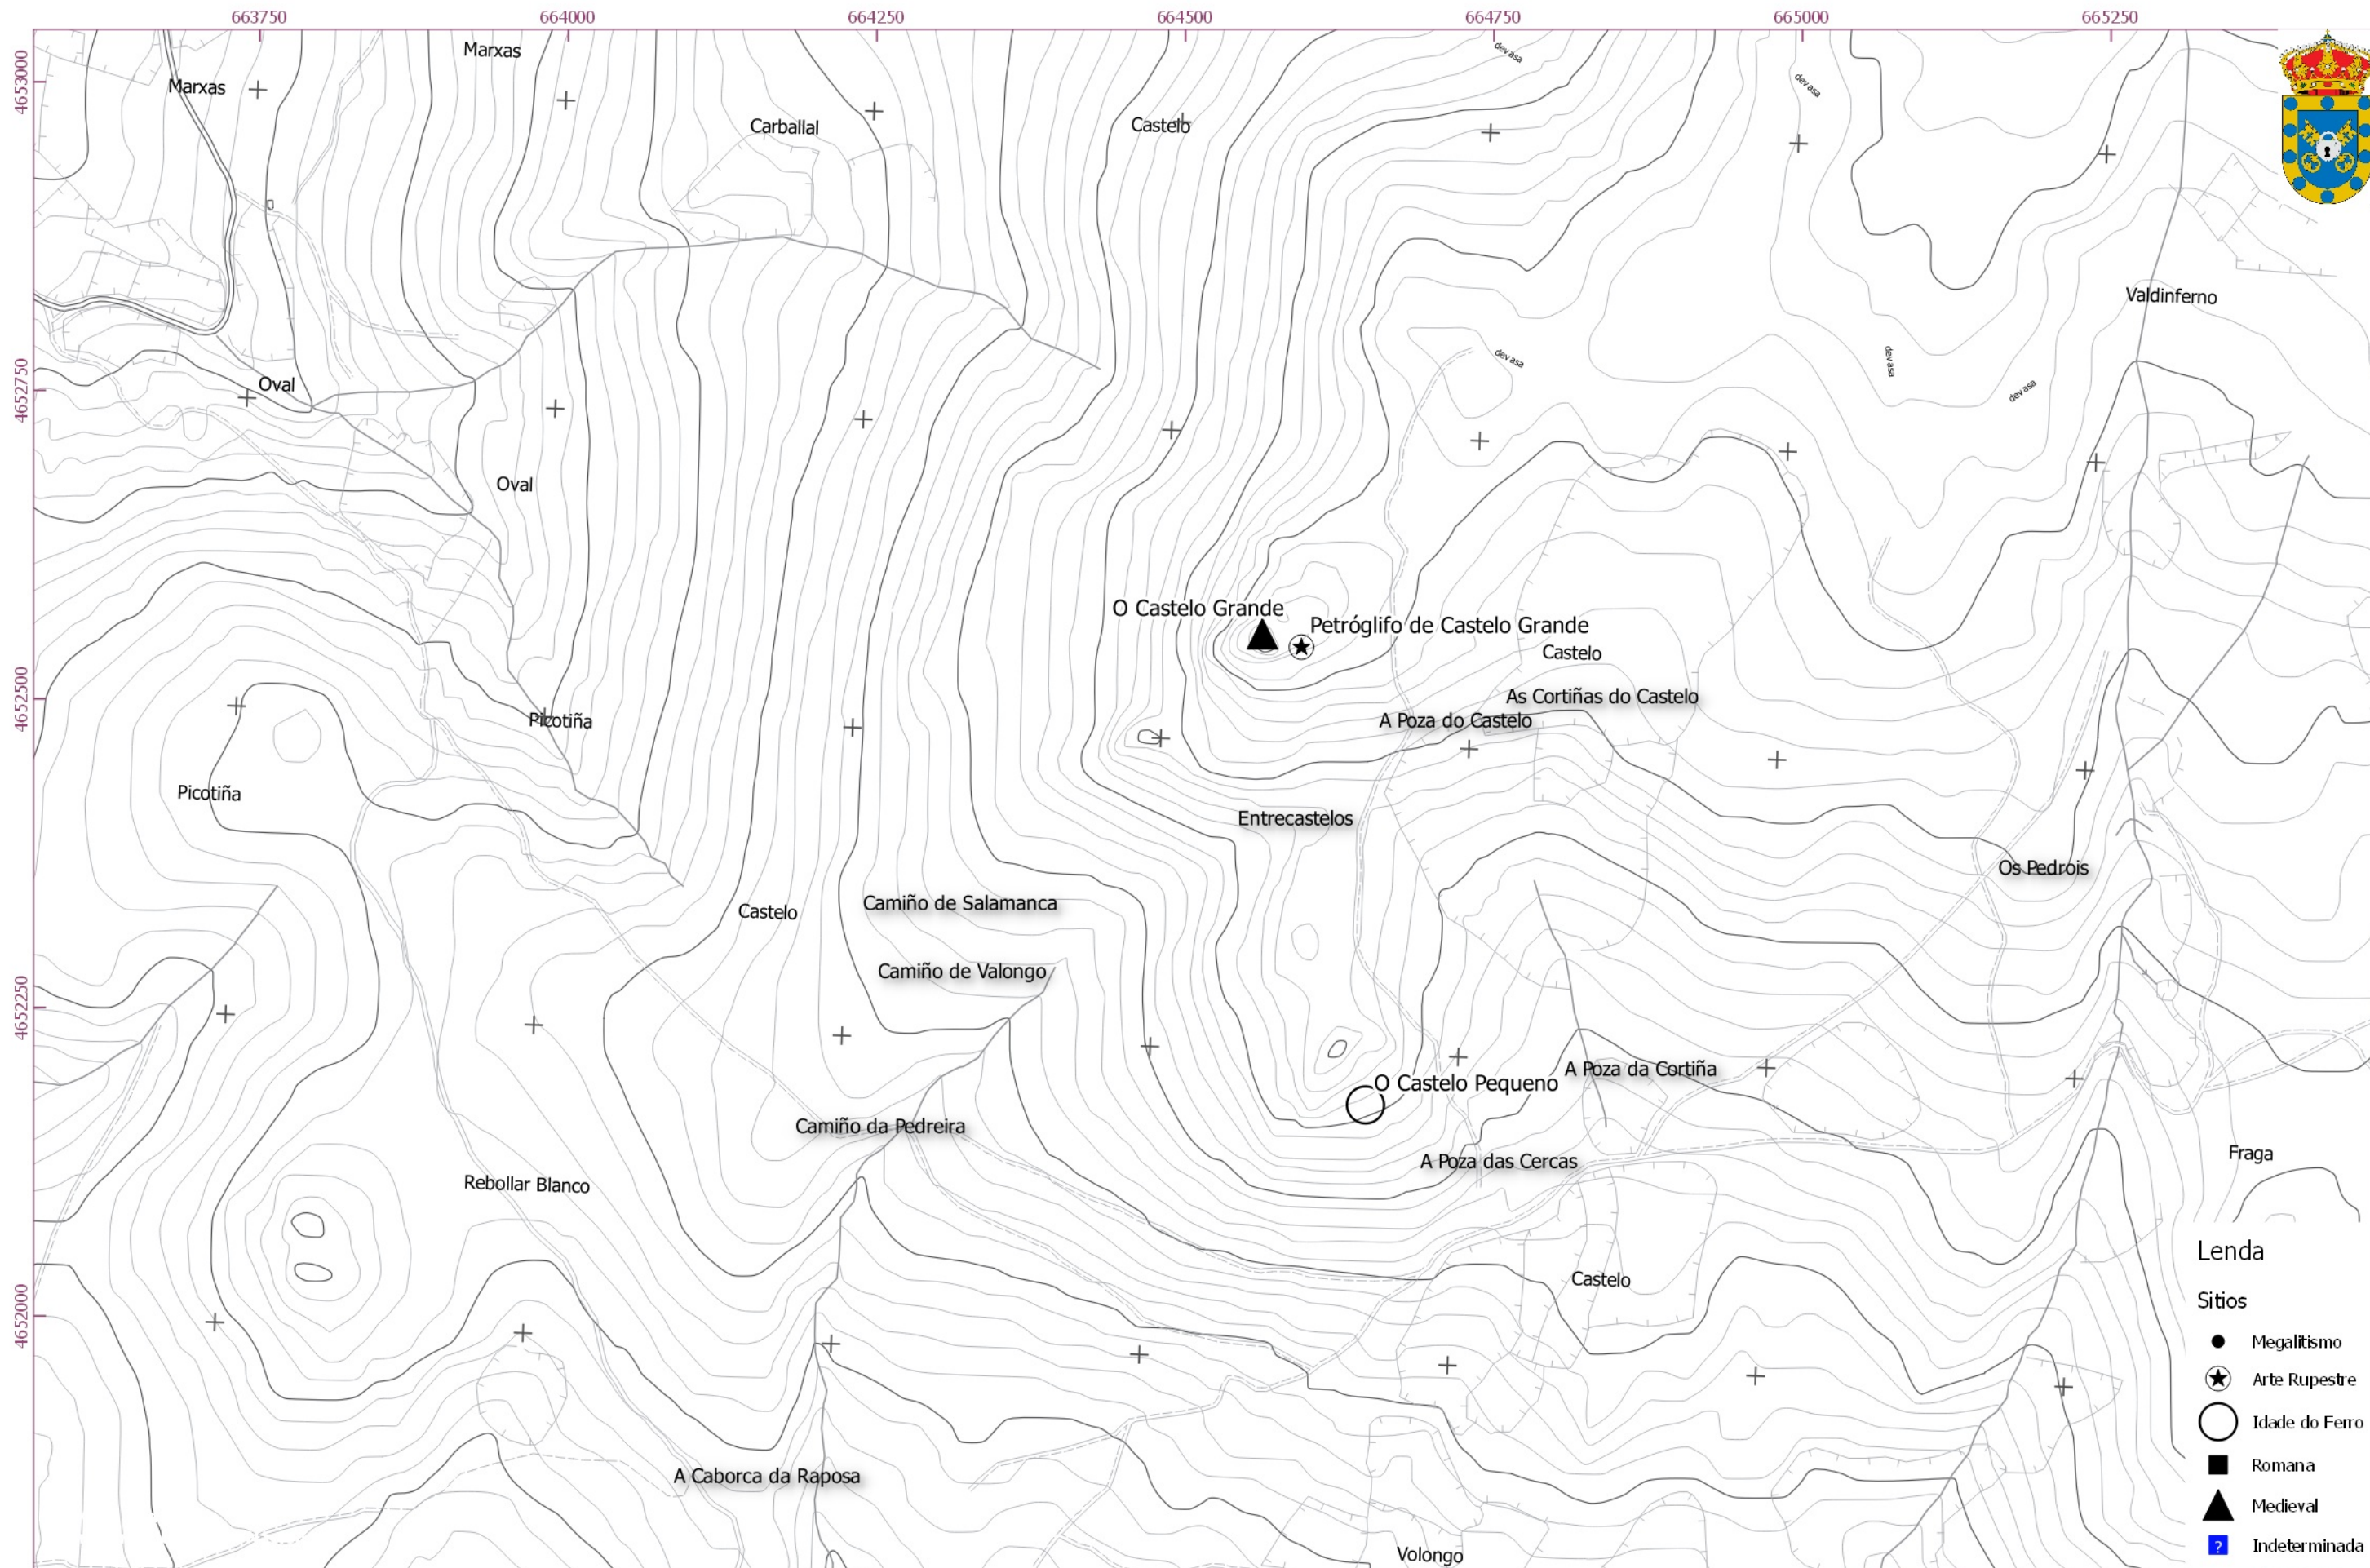 663750 664000 664250 664500 664750 665000 665250
4653000
4652750
4652500
4652250
4652000
Marxas
devasa
devasa
Marxas
Castelo
Carballal
Valdinferno
devasa
devasa
Oval
devasa
Oval
O Castelo Grande
Petróglifo de Castelo Grande
Castelo
As Cortiñas do Castelo
Picotiña
A Poza do Castelo
Picotiña
Entrecastelos
Os Pedrois
Camiño de Salamanca
Castelo
Camiño de Valongo
A Poza da Cortiña
O Castelo Pequeno
Camiño da Pedreira
Fraga
A Poza das Cercas
Rebollar Blanco
Castelo
A Caborca da Raposa
Volongo
Lenda
Sitios
Megalitismo
Arte Rupestre
Idade do Ferro
Romana
Medieval
? Indeterminada